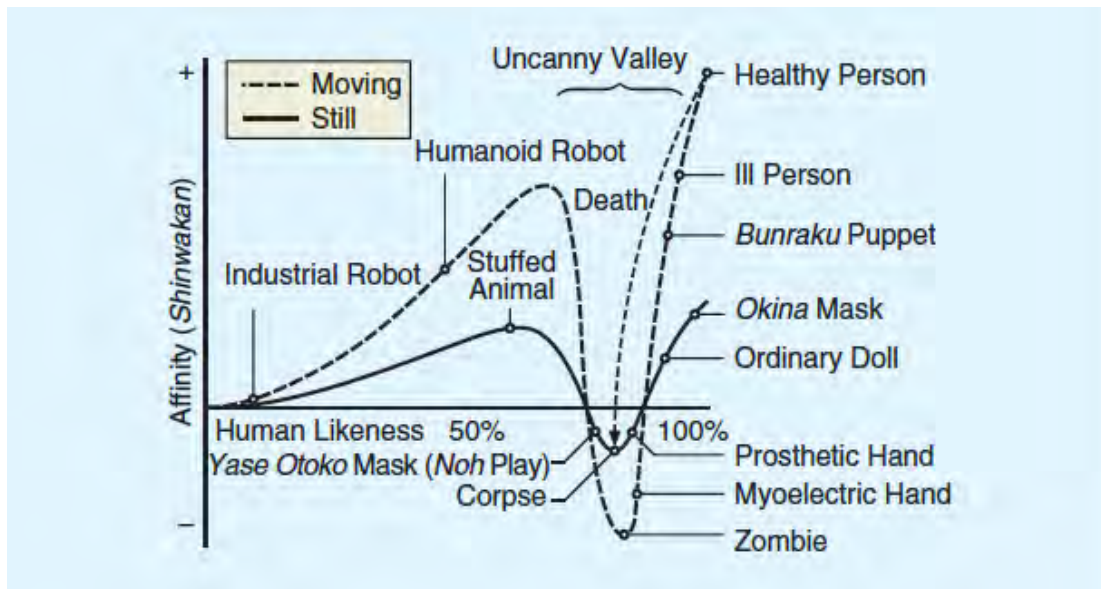 +
Uncanny Valley
Moving
Still
Healthy Person
Humanoid Robot
Death
Ill Person
Bunraku Puppet
Industrial Robot
Stuffed
Animal
Okina Mask
Ordinary Doll
Affinity (Shinwakan)
Human Likeness 50% 100%
Yase Otoko Mask (Noh Play)
Prosthetic Hand
Corpse
Myoelectric Hand
–
Zombie